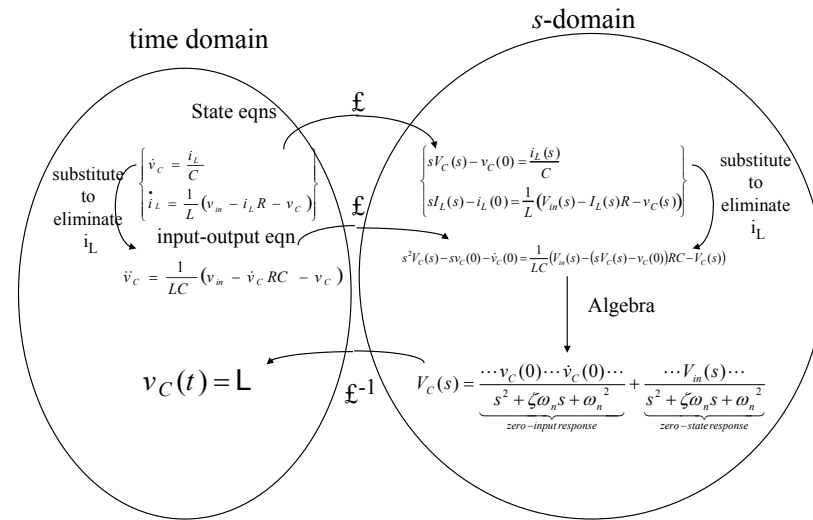 time domain
s-domain
State eqns
£
v̇_C = i_L/C
i̇_L = 1/L (v_in − i_L R − v_C)
substitute
to
eliminate
i_L
£
sV_C(s) − v_C(0) = i_L(s)/C
sI_L(s) − i_L(0) = 1/L (V_in(s) − I_L(s)R − v_C(s))
substitute
to
eliminate
i_L
input-output eqn
v̈_C = 1/LC (v_in − v̇_C RC − v_C)
s²V_C(s) − sv_C(0) − v̇_C(0) = 1/LC (V_in(s) − (sV_C(s) − v_C(0))RC − V_C(s))
Algebra
v_C(t) = L
£⁻¹
V_C(s) = ⋯v_C(0)⋯v̇_C(0)⋯ / s² + ζω_n s + ω_n² + ⋯V_in(s)⋯ / s² + ζω_n s + ω_n²
zero−input response
zero−state response